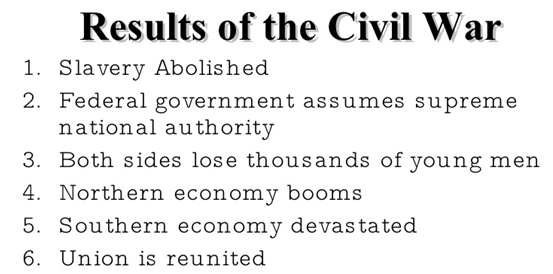 Results of the Civil War
1. Slavery Abolished
2. Federal government assumes supreme
national authority
3. Both sides lose thousands of young men
4. Northern economy booms
5. Southern economy devastated
6. Union is reunited